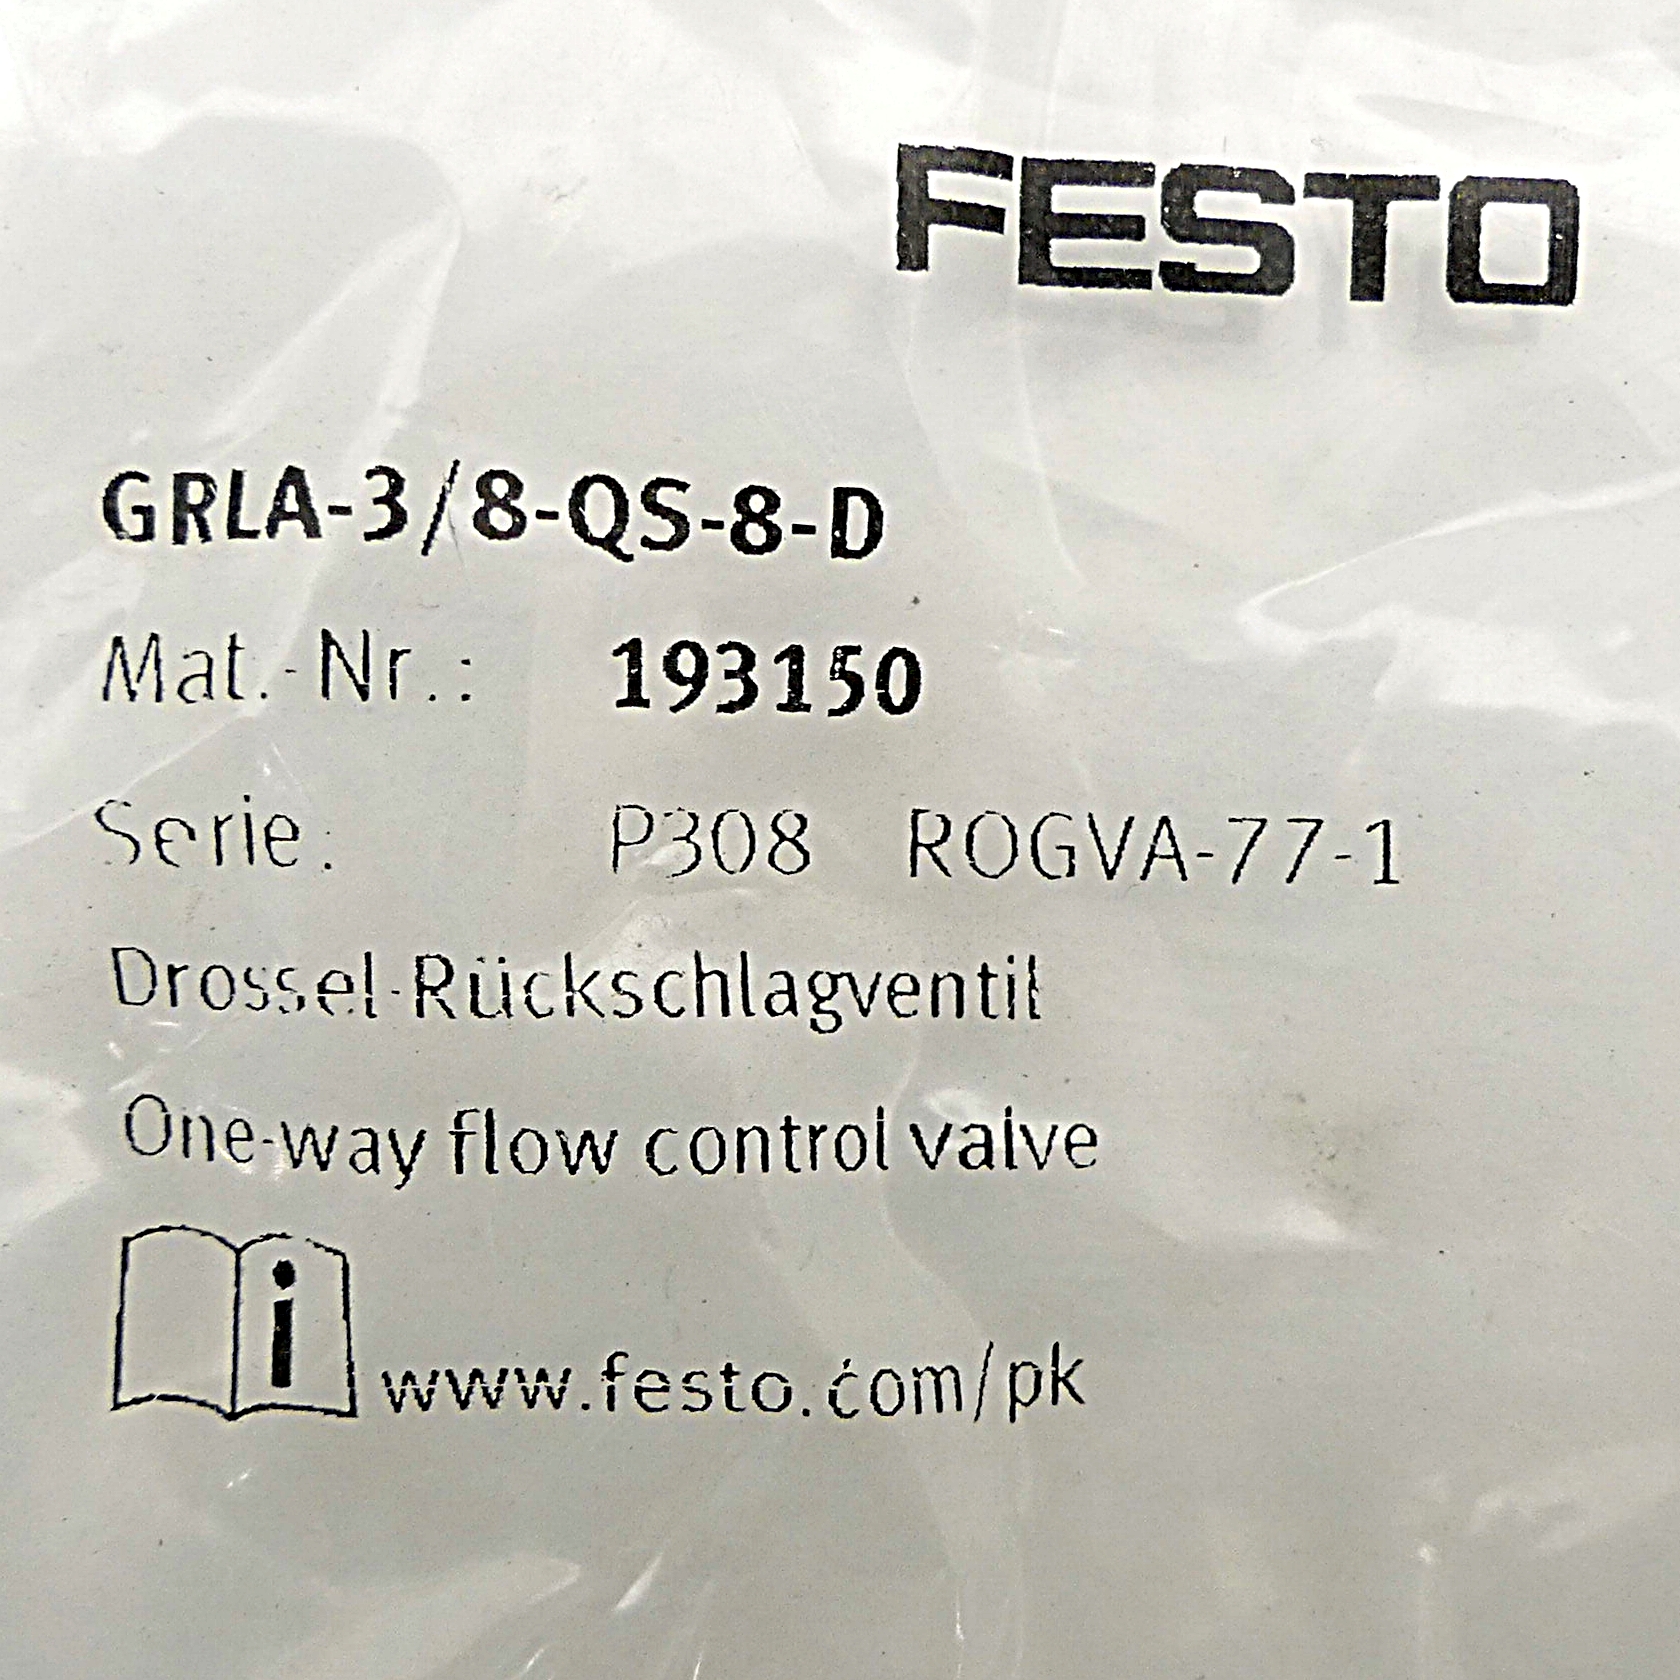 FESTO
GRLA-3/8-QS-8-D
Mat.-Nr.: 193150
Serie: P308 ROGVA-77-1
Drossel-Rückschlagventil
One-way flow control valve
i www.festo.com/pk